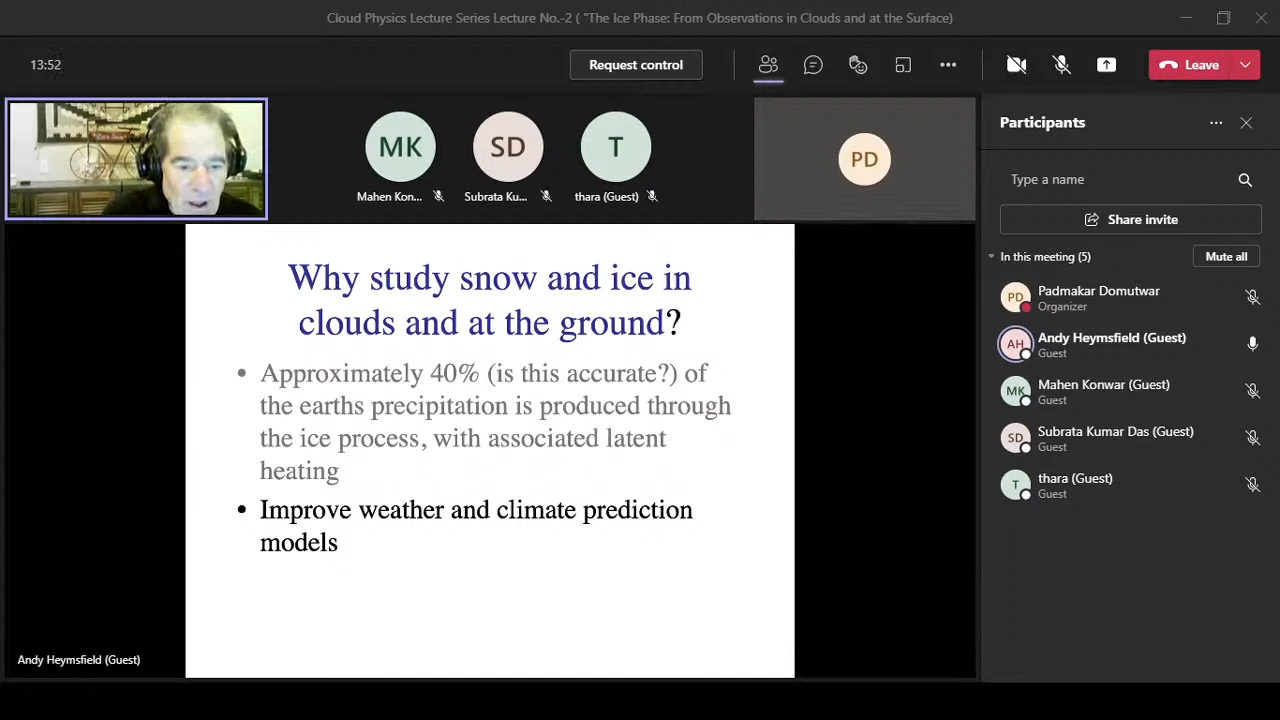 Cloud Physics Lecture Series Lecture No.-2 ( "The Ice Phase: From Observations in Clouds and at the Surface)
13:52
Request control
Leave
MK
SD
T
PD
Mahen Kon...
Subrata Ku...
thara (Guest)
Participants
Type a name
Share invite
In this meeting (5)
Mute all
PD
Padmakar Domutwar
Organizer
AH
Andy Heymsfield (Guest)
Guest
MK
Mahen Konwar (Guest)
Guest
SD
Subrata Kumar Das (Guest)
Guest
T
thara (Guest)
Guest
Why study snow and ice in
clouds and at the ground?
• Approximately 40% (is this accurate?) of
the earths precipitation is produced through
the ice process, with associated latent
heating
• Improve weather and climate prediction
models
Andy Heymsfield (Guest)